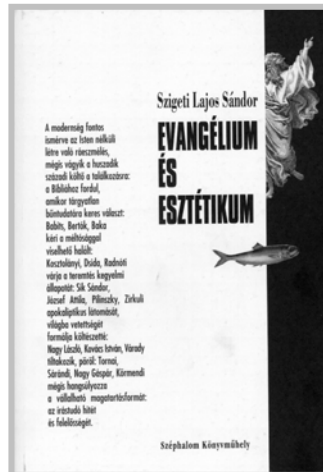 Szigeti Lajos Sándor
EVANGÉLIUM
ÉS
ESZTÉTIKUM
A modernség fontos
ismérve az Isten nélküli
létre való ráeszmélés,
mégis vágyik a huszadik
századi költő a találkozásra:
a Bibliához fordul,
amikor tárgyatlan
bűntudatára keres választ:
Babits, Bertók, Baka
kéri a méltósággal
viselhető halált:
Kosztolányi, Dsida, Radnóti
várja a teremtés kegyelmi
állapotát: Sík Sándor,
József Attila, Pilinszky, Zirkuli
apokaliptikus látomását,
világba vetettségét
formálja költészetté:
Nagy László, Kovács István, Várady
tiltakozik, pöröl: Tornai,
Sárándi, Nagy Gáspár, Körmendi
mégis hangsúlyozza
a vállalható magatartásformát:
az írástudó hitét
és felelősségét.
Széphalom Könyvműhely